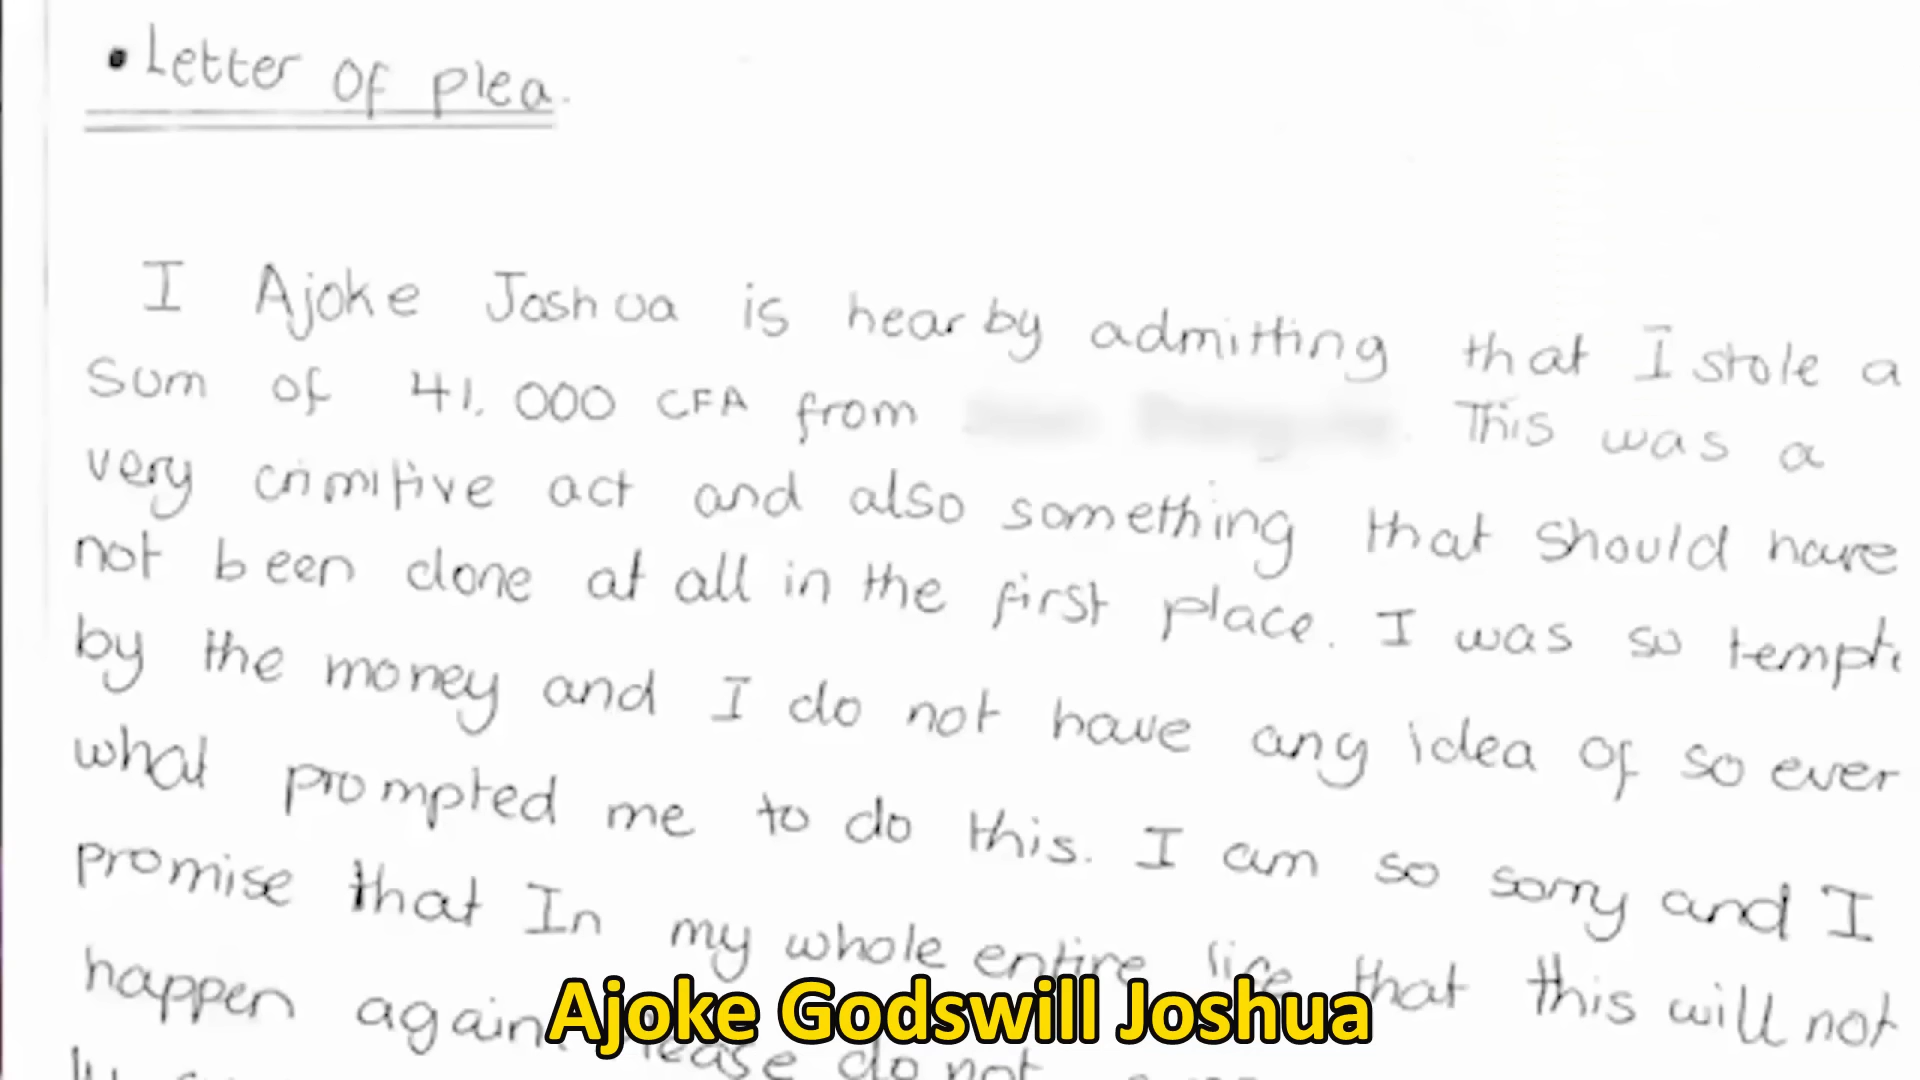 • Letter of plea.
I Ajoke Joshua is hearby admitting that I stole a
sum of 41.000 CFA from This was a
very crimitive act and also something that should have
not been done at all in the first place. I was so
by the money and I do not have any idea of so ever
what prompted me to do this. I am so sorry and I
promise that In my whole entire life that this will not
happen again. Please do not
Ajoke Godswill Joshua